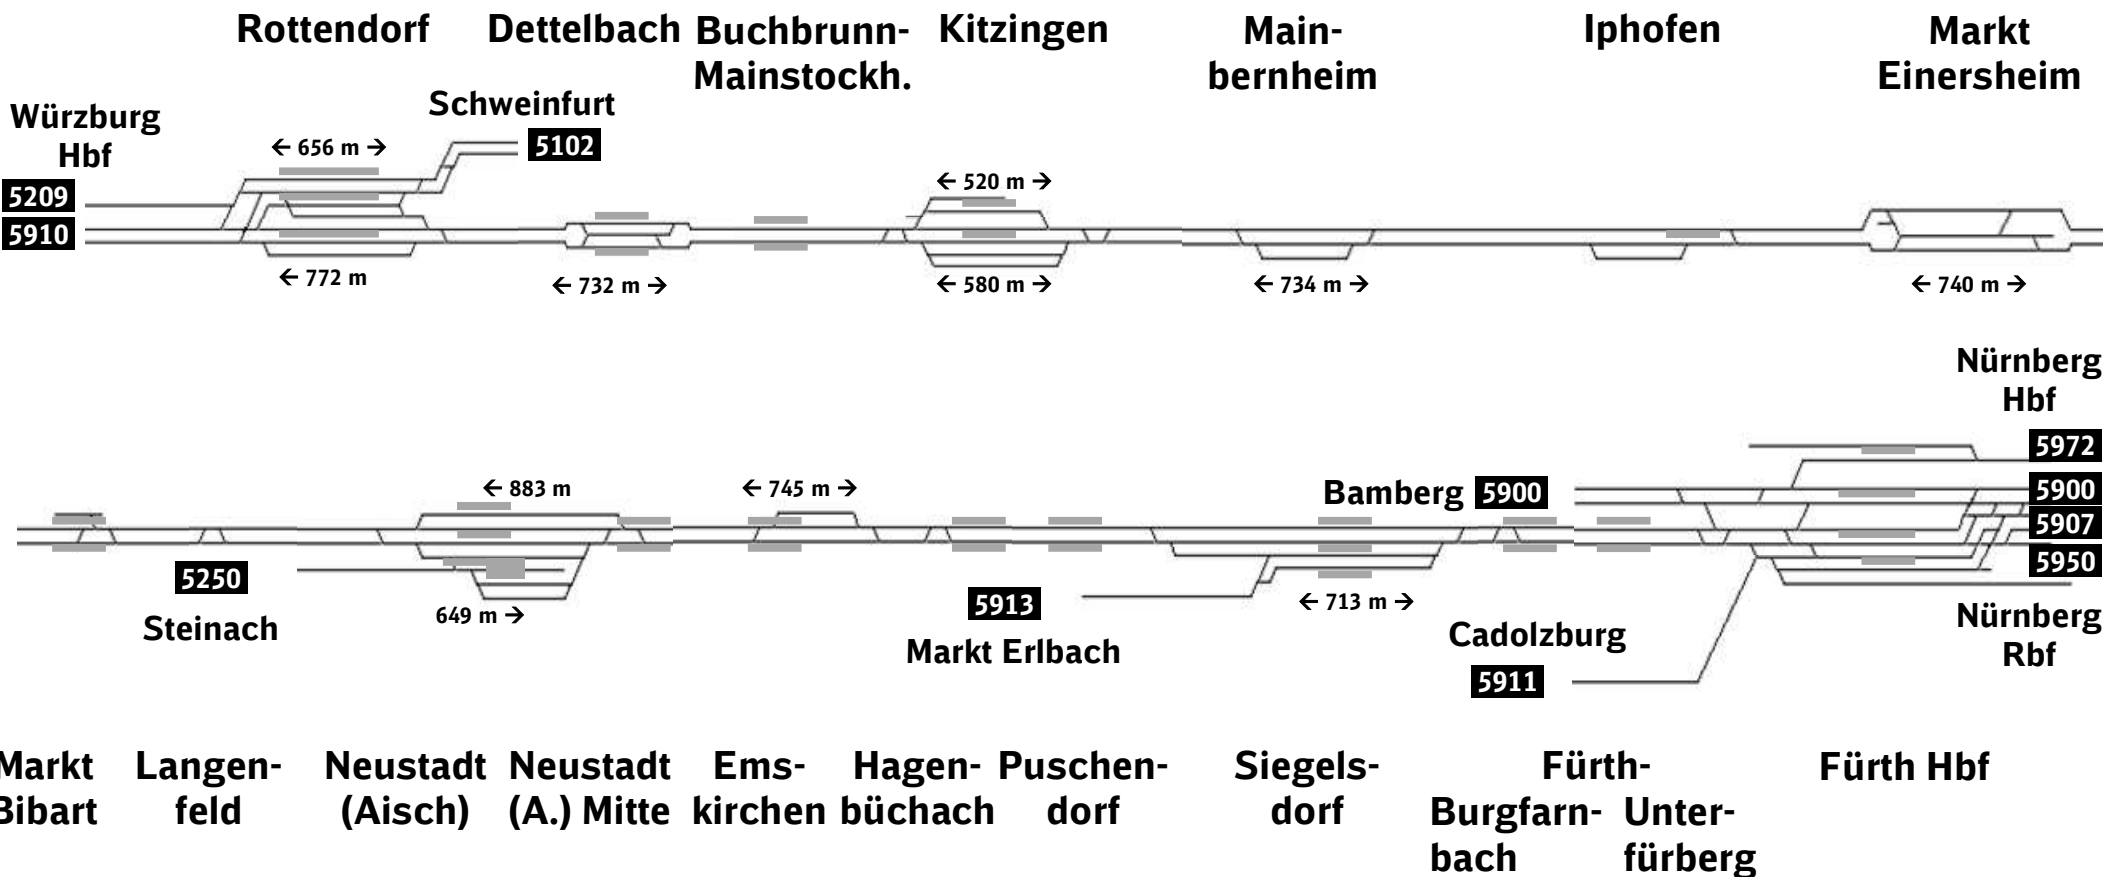 Rottendorf
Dettelbach
Buchbrunn-
Mainstockh.
Kitzingen
Main-
bernheim
Iphofen
Markt
Einersheim
Würzburg
Hbf
Schweinfurt
5102
← 656 m →
5209
5910
← 772 m
← 732 m →
← 520 m →
← 580 m →
← 734 m →
← 740 m →
Nürnberg
Hbf
5972
5900
5907
5950
Nürnberg
Rbf
← 883 m
← 745 m →
Bamberg 5900
5250
Steinach
649 m →
5913
Markt Erlbach
← 713 m →
Cadolzburg
5911
Markt
Bibart
Langen-
feld
Neustadt
(Aisch)
Neustadt
(A.) Mitte
Ems-
kirchen
Hagen-
büchach
Puschen-
dorf
Siegels-
dorf
Fürth-
Burgfarn-
bach
Unter-
fürberg
Fürth Hbf